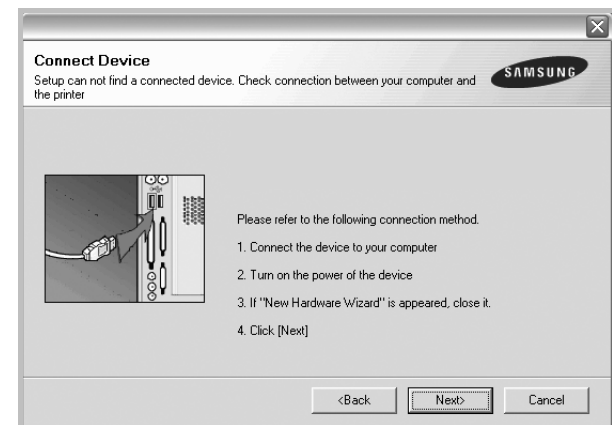 Connect Device
Setup can not find a connected device. Check connection between your computer and
the printer
SAMSUNG
Please refer to the following connection method.
1. Connect the device to your computer
2. Turn on the power of the device
3. If "New Hardware Wizard" is appeared, close it.
4. Click [Next]
<Back
Next>
Cancel